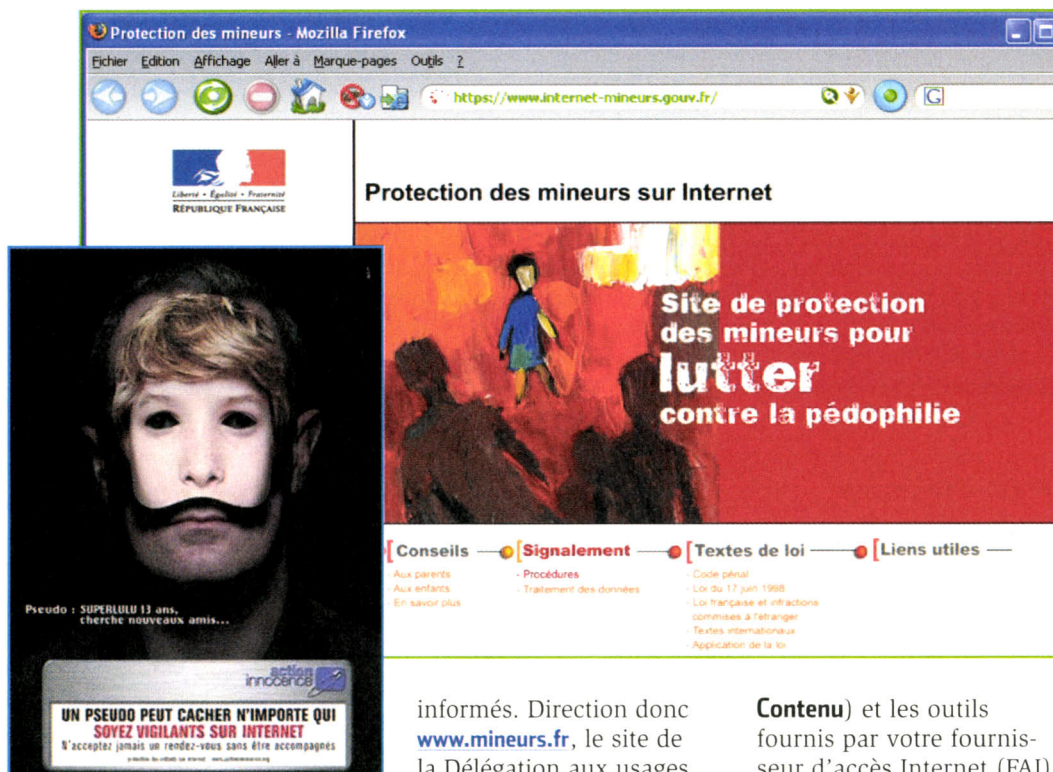 Protection des mineurs - Mozilla Firefox
Fichier Edition Affichage Aller à Marque-pages Outils ?
https://www.internet-mineurs.gouv.fr/
G
Liberté • Égalité • Fraternité
RÉPUBLIQUE FRANÇAISE
Protection des mineurs sur Internet
Site de protection
des mineurs pour
lutter
contre la pédophilie
[Conseils
- Aux parents
- Aux enfants
- En savoir plus
[Signalement
- Procédures
- Traitement des données
[Textes de loi
- Code pénal
- Loi du 17 juin 1998
- Loi française et infractions
commises à l'étranger
- Textes internationaux
- Application de la loi
[Liens utiles
Pseudo : SUPERLULU 13 ans,
cherche nouveaux amis...
action
innocence
UN PSEUDO PEUT CACHER N'IMPORTE QUI
SOYEZ VIGILANTS SUR INTERNET
N'acceptez jamais un rendez-vous sans être accompagnés
informés. Direction donc
www.mineurs.fr, le site de
la Délégation aux usages
Contenu) et les outils
fournis par votre fournis-
seur d'accès Internet (FAI)